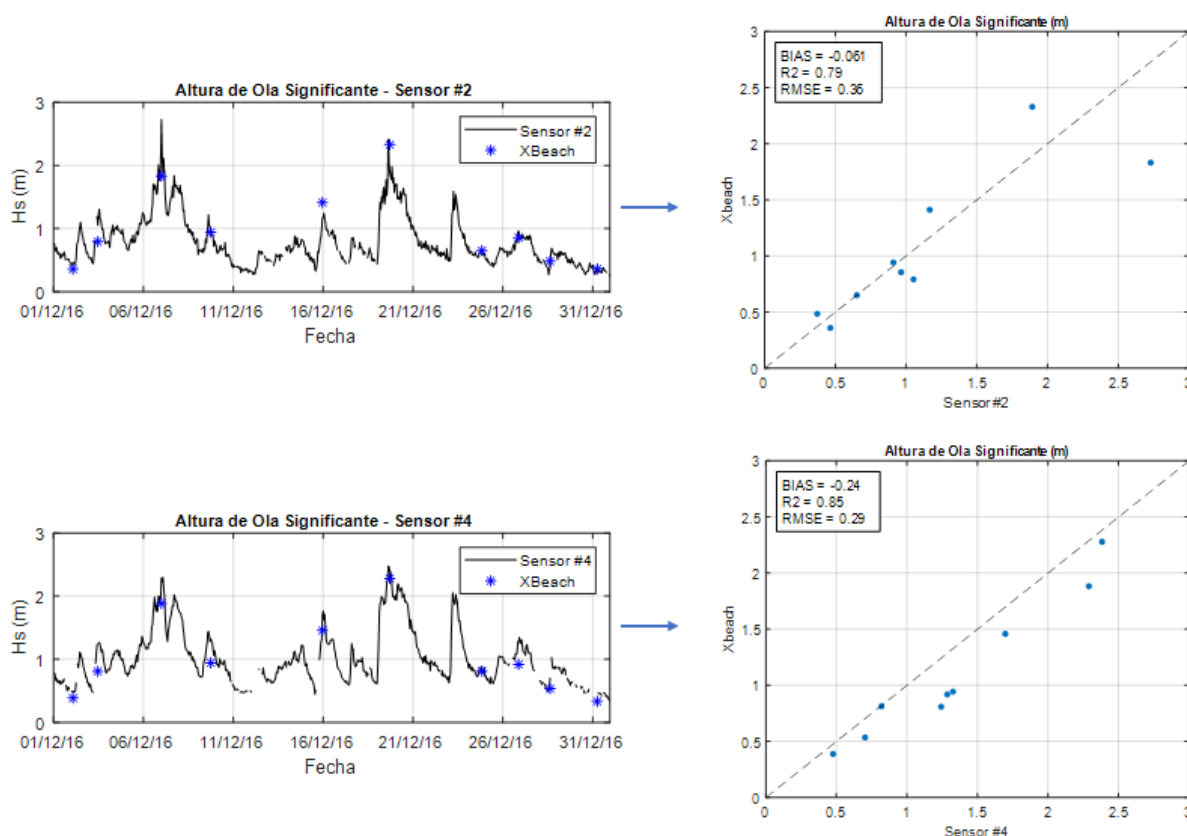 Altura de Ola Significante - Sensor #2
3
2
1
0
Hs (m)
Sensor #2
XBeach
01/12/16 06/12/16 11/12/16 16/12/16 21/12/16 26/12/16 31/12/16
Fecha
Altura de Ola Significante (m)
BIAS = -0.061
R2 = 0.79
RMSE = 0.36
3
2.5
2
1.5
1
0.5
0
Xbeach
0 0.5 1 1.5 2 2.5 3
Sensor #2
Altura de Ola Significante - Sensor #4
3
2
1
0
Hs (m)
Sensor #4
XBeach
01/12/16 06/12/16 11/12/16 16/12/16 21/12/16 26/12/16 31/12/16
Fecha
Altura de Ola Significante (m)
BIAS = -0.24
R2 = 0.85
RMSE = 0.29
3
2.5
2
1.5
1
0.5
0
Xbeach
0 0.5 1 1.5 2 2.5 3
Sensor #4